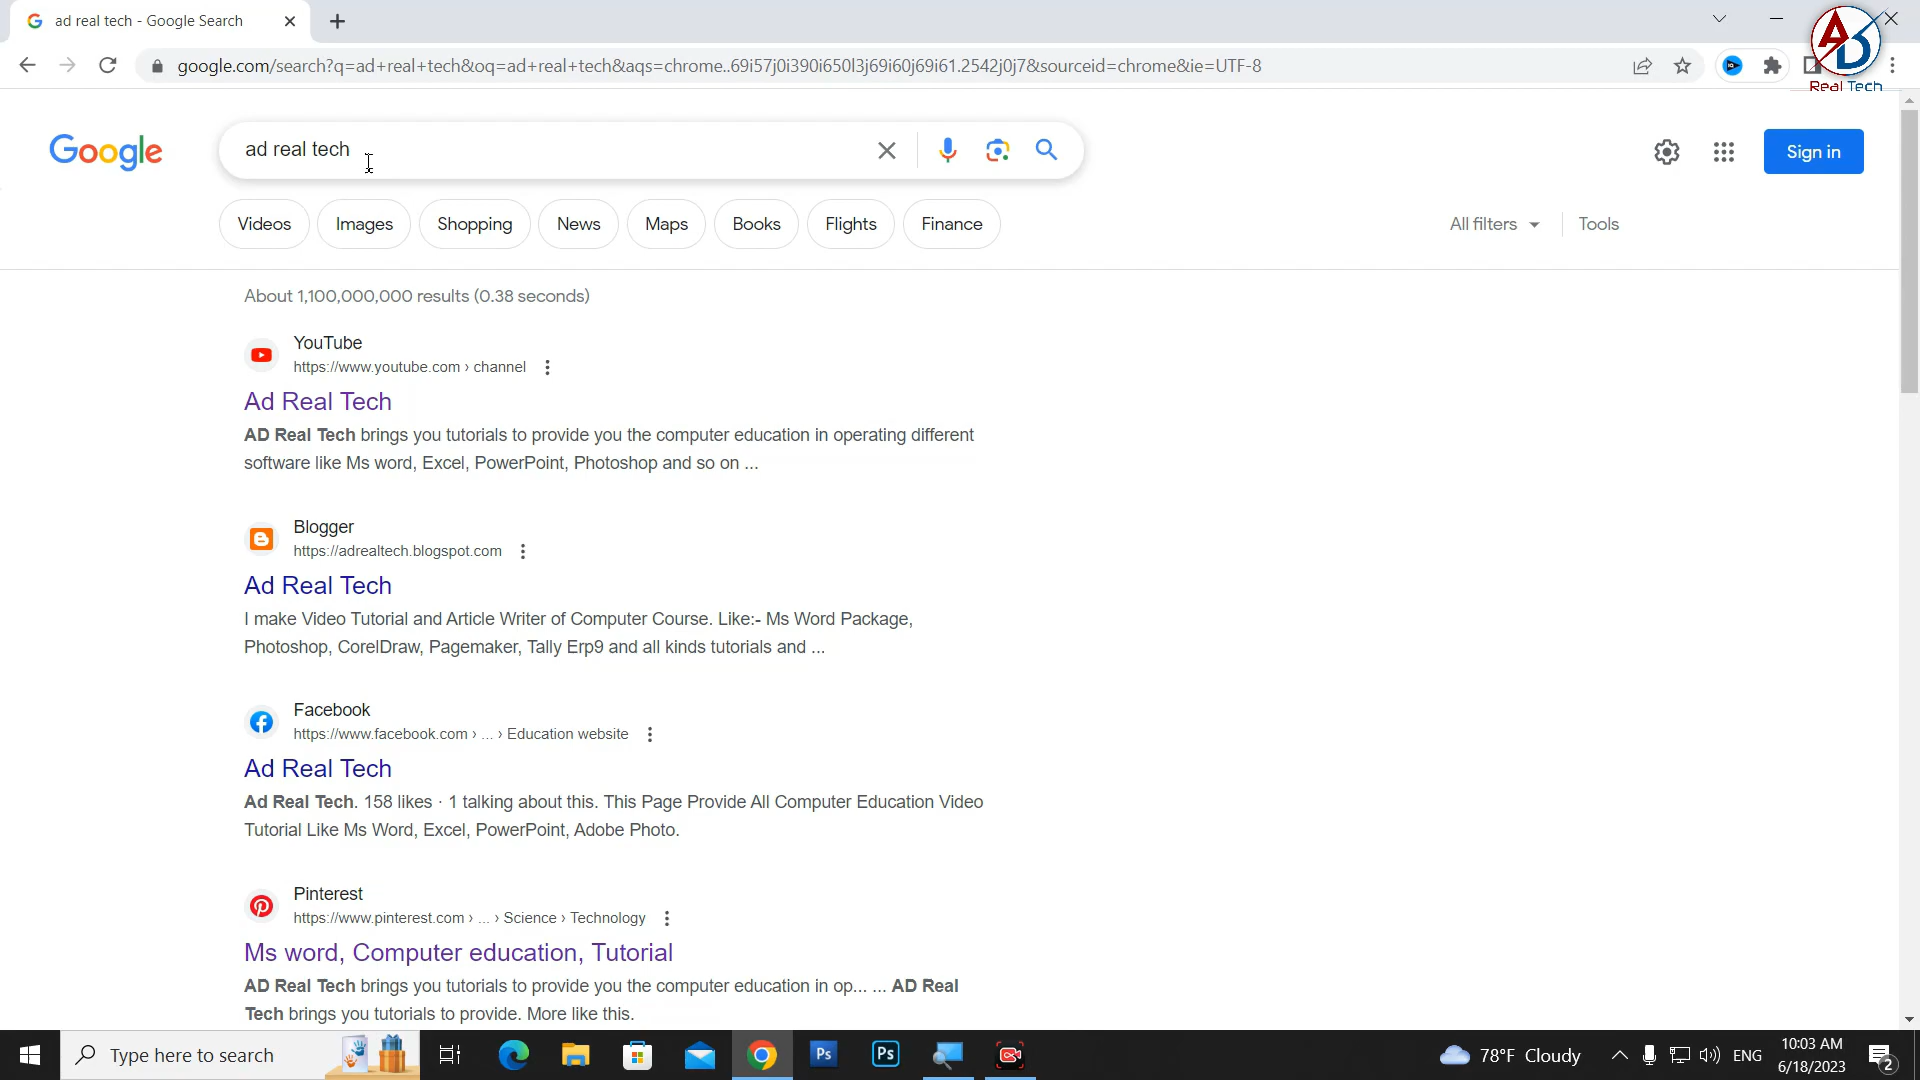 ad real tech - Google Search
google.com/search?q=ad+real+tech&oq=ad+real+tech&aqs=chrome..69i57j0i390i650l3j69i60j69i61.2542j0j7&sourceid=chrome&ie=UTF-8
AD
Real Tech
Google
ad real tech
Sign in
Videos Images Shopping News Maps Books Flights Finance All filters Tools
About 1,100,000,000 results (0.38 seconds)
YouTube
https://www.youtube.com › channel
Ad Real Tech
AD Real Tech brings you tutorials to provide you the computer education in operating different
software like Ms word, Excel, PowerPoint, Photoshop and so on ...
Blogger
https://adrealtech.blogspot.com
Ad Real Tech
I make Video Tutorial and Article Writer of Computer Course. Like:- Ms Word Package,
Photoshop, CorelDraw, Pagemaker, Tally Erp9 and all kinds tutorials and ...
Facebook
https://www.facebook.com › ... › Education website
Ad Real Tech
Ad Real Tech. 158 likes · 1 talking about this. This Page Provide All Computer Education Video
Tutorial Like Ms Word, Excel, PowerPoint, Adobe Photo.
Pinterest
https://www.pinterest.com › ... › Science › Technology
Ms word, Computer education, Tutorial
AD Real Tech brings you tutorials to provide you the computer education in op... ... AD Real
Tech brings you tutorials to provide. More like this.
Type here to search
Ps
Ps
78°F Cloudy
ENG
10:03 AM
6/18/2023
2